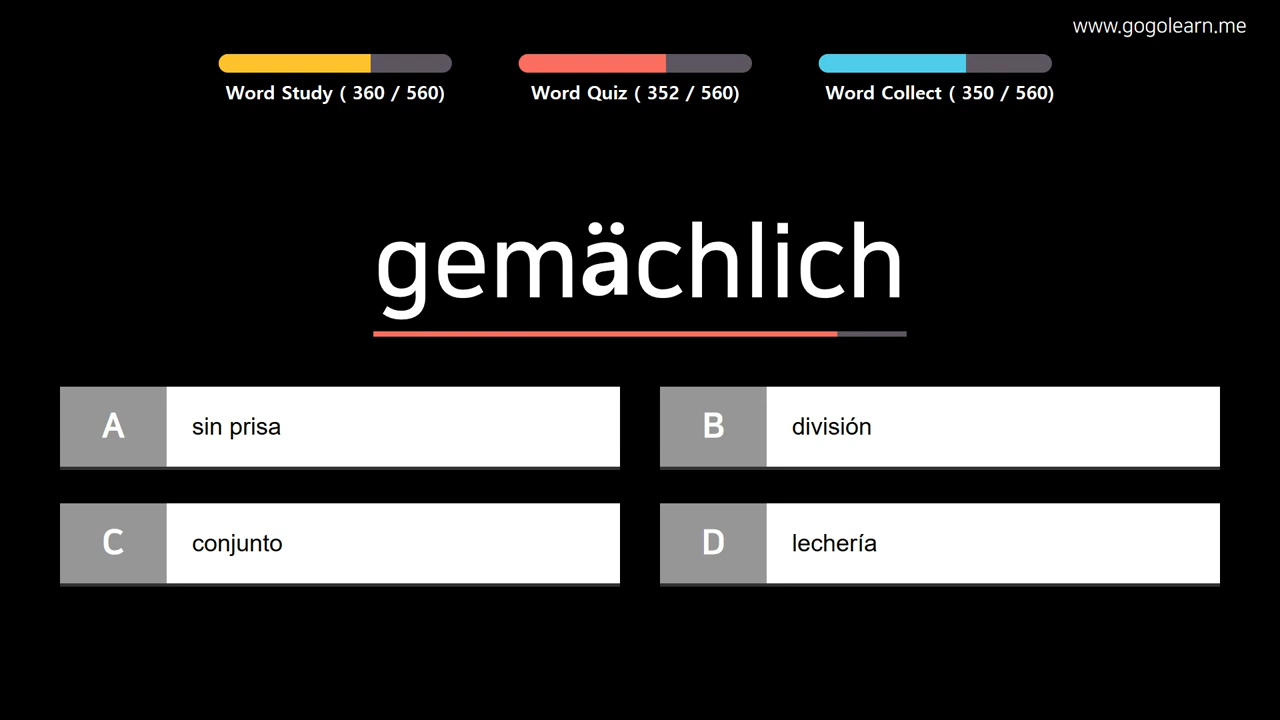 www.gogolearn.me
Word Study ( 360 / 560)
Word Quiz ( 352 / 560)
Word Collect ( 350 / 560)
gemächlich
A sin prisa
B división
C conjunto
D lechería